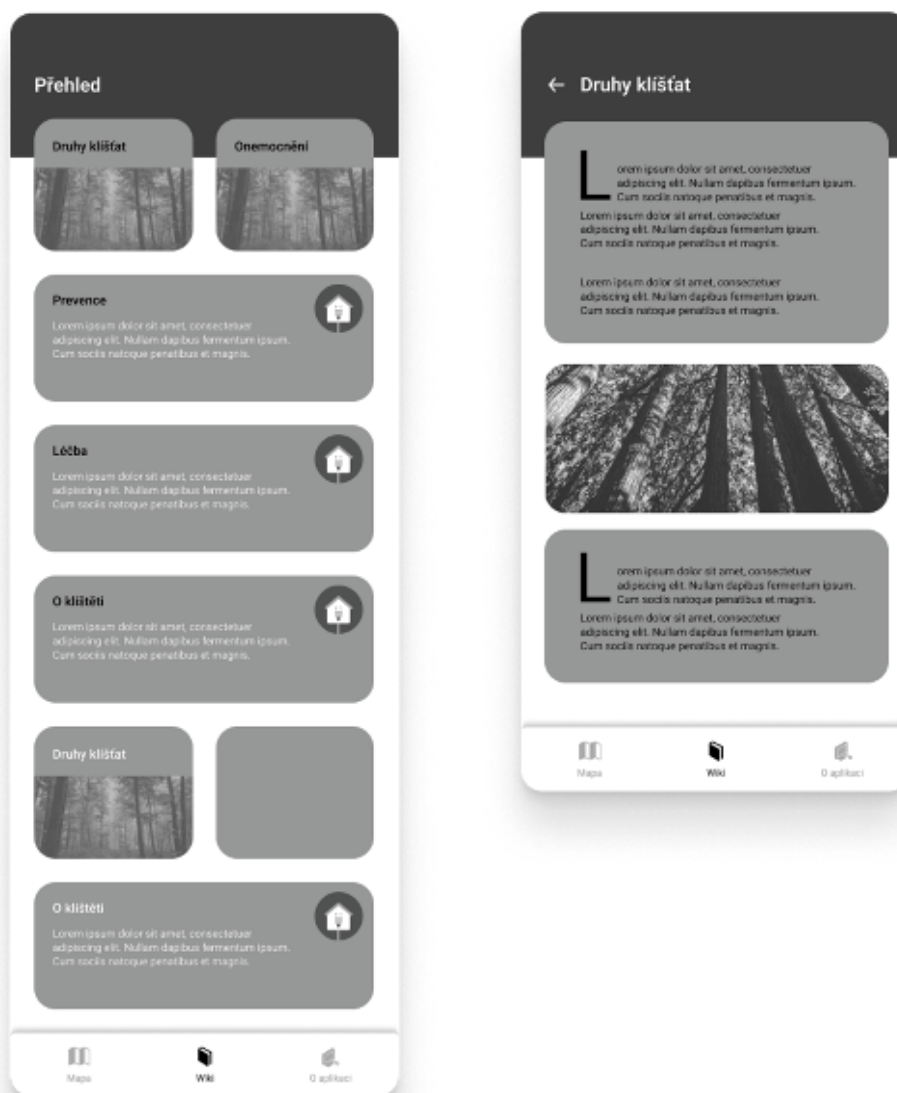 Přehled
Druhy klíšťat
Onemocnění
Prevence
Lorem ipsum dolor sit amet, consectetuer
adipiscing elit. Nullam dapibus fermentum ipsum.
Cum sociis natoque penatibus et magnis.
Léčba
Lorem ipsum dolor sit amet, consectetuer
adipiscing elit. Nullam dapibus fermentum ipsum.
Cum sociis natoque penatibus et magnis.
O klíštěti
Lorem ipsum dolor sit amet, consectetuer
adipiscing elit. Nullam dapibus fermentum ipsum.
Cum sociis natoque penatibus et magnis.
Druhy klíšťat
O klíštěti
Lorem ipsum dolor sit amet, consectetuer
adipiscing elit. Nullam dapibus fermentum ipsum.
Cum sociis natoque penatibus et magnis.
Mapa
Wiki
O aplikaci
← Druhy klíšťat
Lorem ipsum dolor sit amet, consectetuer
adipiscing elit. Nullam dapibus fermentum ipsum.
Cum sociis natoque penatibus et magnis.
Lorem ipsum dolor sit amet, consectetuer
adipiscing elit. Nullam dapibus fermentum ipsum.
Cum sociis natoque penatibus et magnis.
Lorem ipsum dolor sit amet, consectetuer
adipiscing elit. Nullam dapibus fermentum ipsum.
Cum sociis natoque penatibus et magnis.
Lorem ipsum dolor sit amet, consectetuer
adipiscing elit. Nullam dapibus fermentum ipsum.
Cum sociis natoque penatibus et magnis.
Lorem ipsum dolor sit amet, consectetuer
adipiscing elit. Nullam dapibus fermentum ipsum.
Cum sociis natoque penatibus et magnis.
Mapa
Wiki
O aplikaci